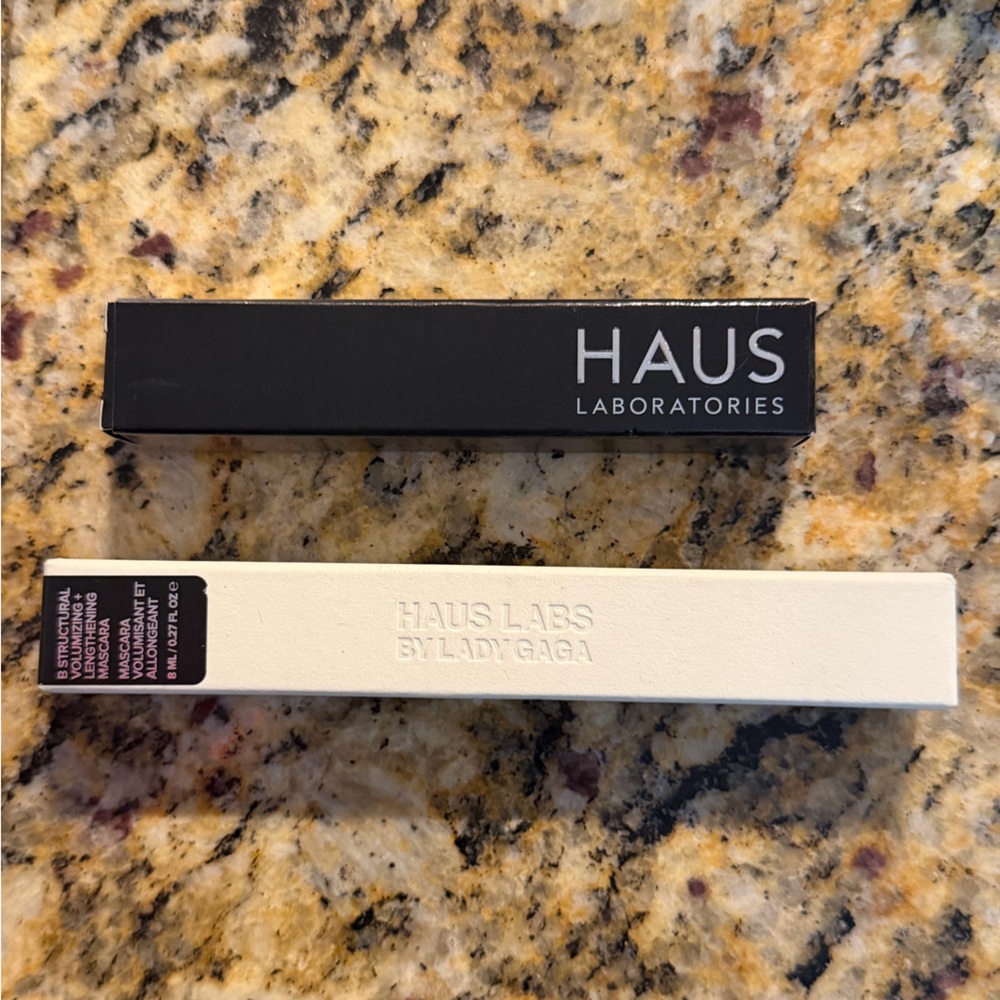 HAUS
LABORATORIES
HAUS LABS
BY LADY GAGA
B STRUCTURAL
VOLUMIZING +
LENGTHENING
MASCARA
MASCARA
VOLUMISANT ET
ALLONGEANT
8 ML / 0.27 FL OZ e